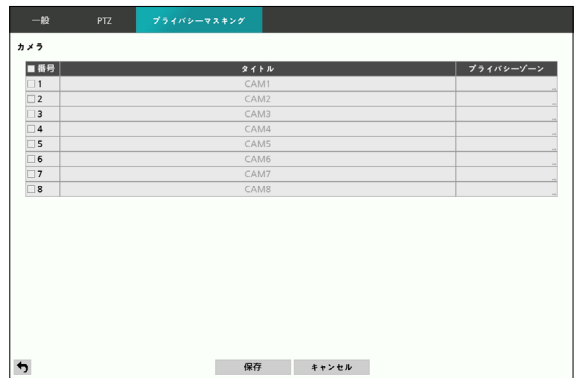 一般 PTZ プライバシーマスキング
カメラ
番号 タイトル プライバシーゾーン
1 CAM1 ...
2 CAM2 ...
3 CAM3 ...
4 CAM4 ...
5 CAM5 ...
6 CAM6 ...
7 CAM7 ...
8 CAM8 ...
保存 キャンセル